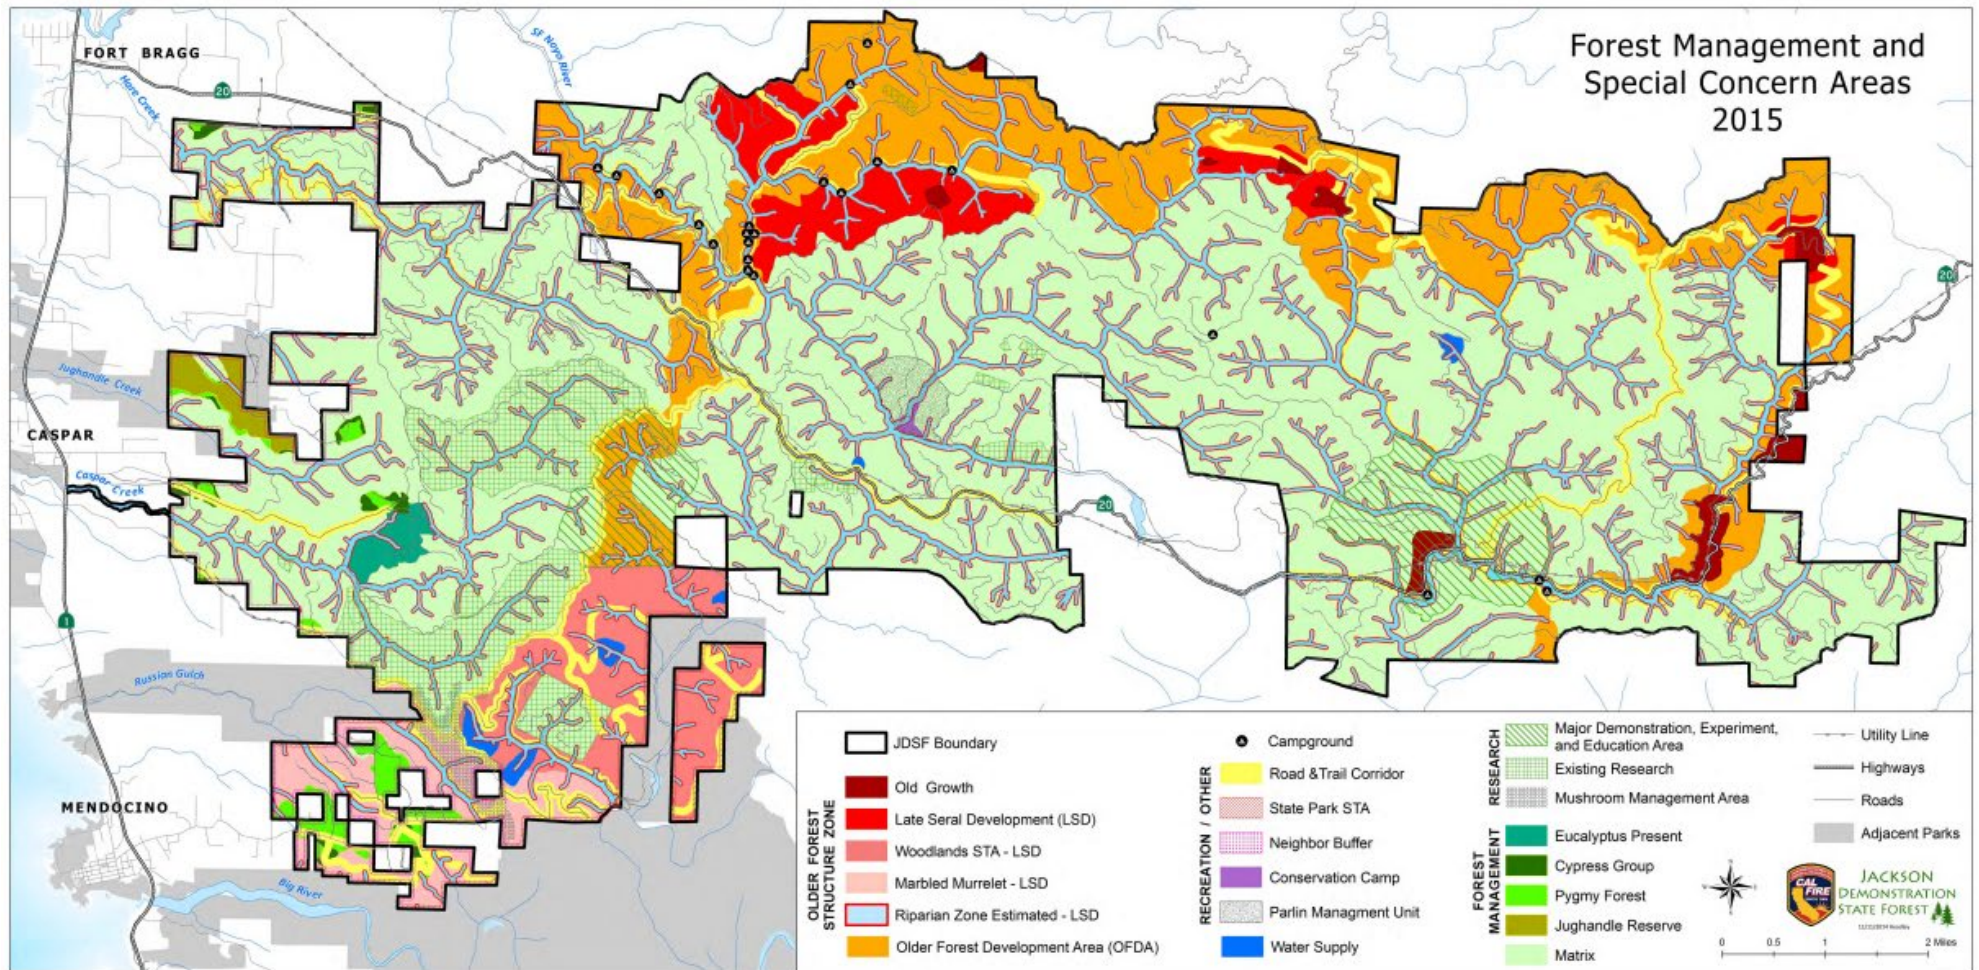 Forest Management and
Special Concern Areas
2015
FORT BRAGG
Hare Creek
20
SF Noyo River
20
Jughandle Creek
CASPAR
Caspar Creek
20
1
Russian Gulch
MENDOCINO
Big River
OLDER FOREST
STRUCTURE ZONE
JDSF Boundary
Old Growth
Late Seral Development (LSD)
Woodlands STA - LSD
Marbled Murrelet - LSD
Riparian Zone Estimated - LSD
Older Forest Development Area (OFDA)
RECREATION / OTHER
Campground
Road &Trail Corridor
State Park STA
Neighbor Buffer
Conservation Camp
Parlin Managment Unit
Water Supply
RESEARCH
Major Demonstration, Experiment,
and Education Area
Existing Research
Mushroom Management Area
FOREST
MANAGEMENT
Eucalyptus Present
Cypress Group
Pygmy Forest
Jughandle Reserve
Matrix
Utility Line
Highways
Roads
Adjacent Parks
CAL
FIRE
JACKSON
DEMONSTRATION
STATE FOREST
0 0.5 1 2 Miles